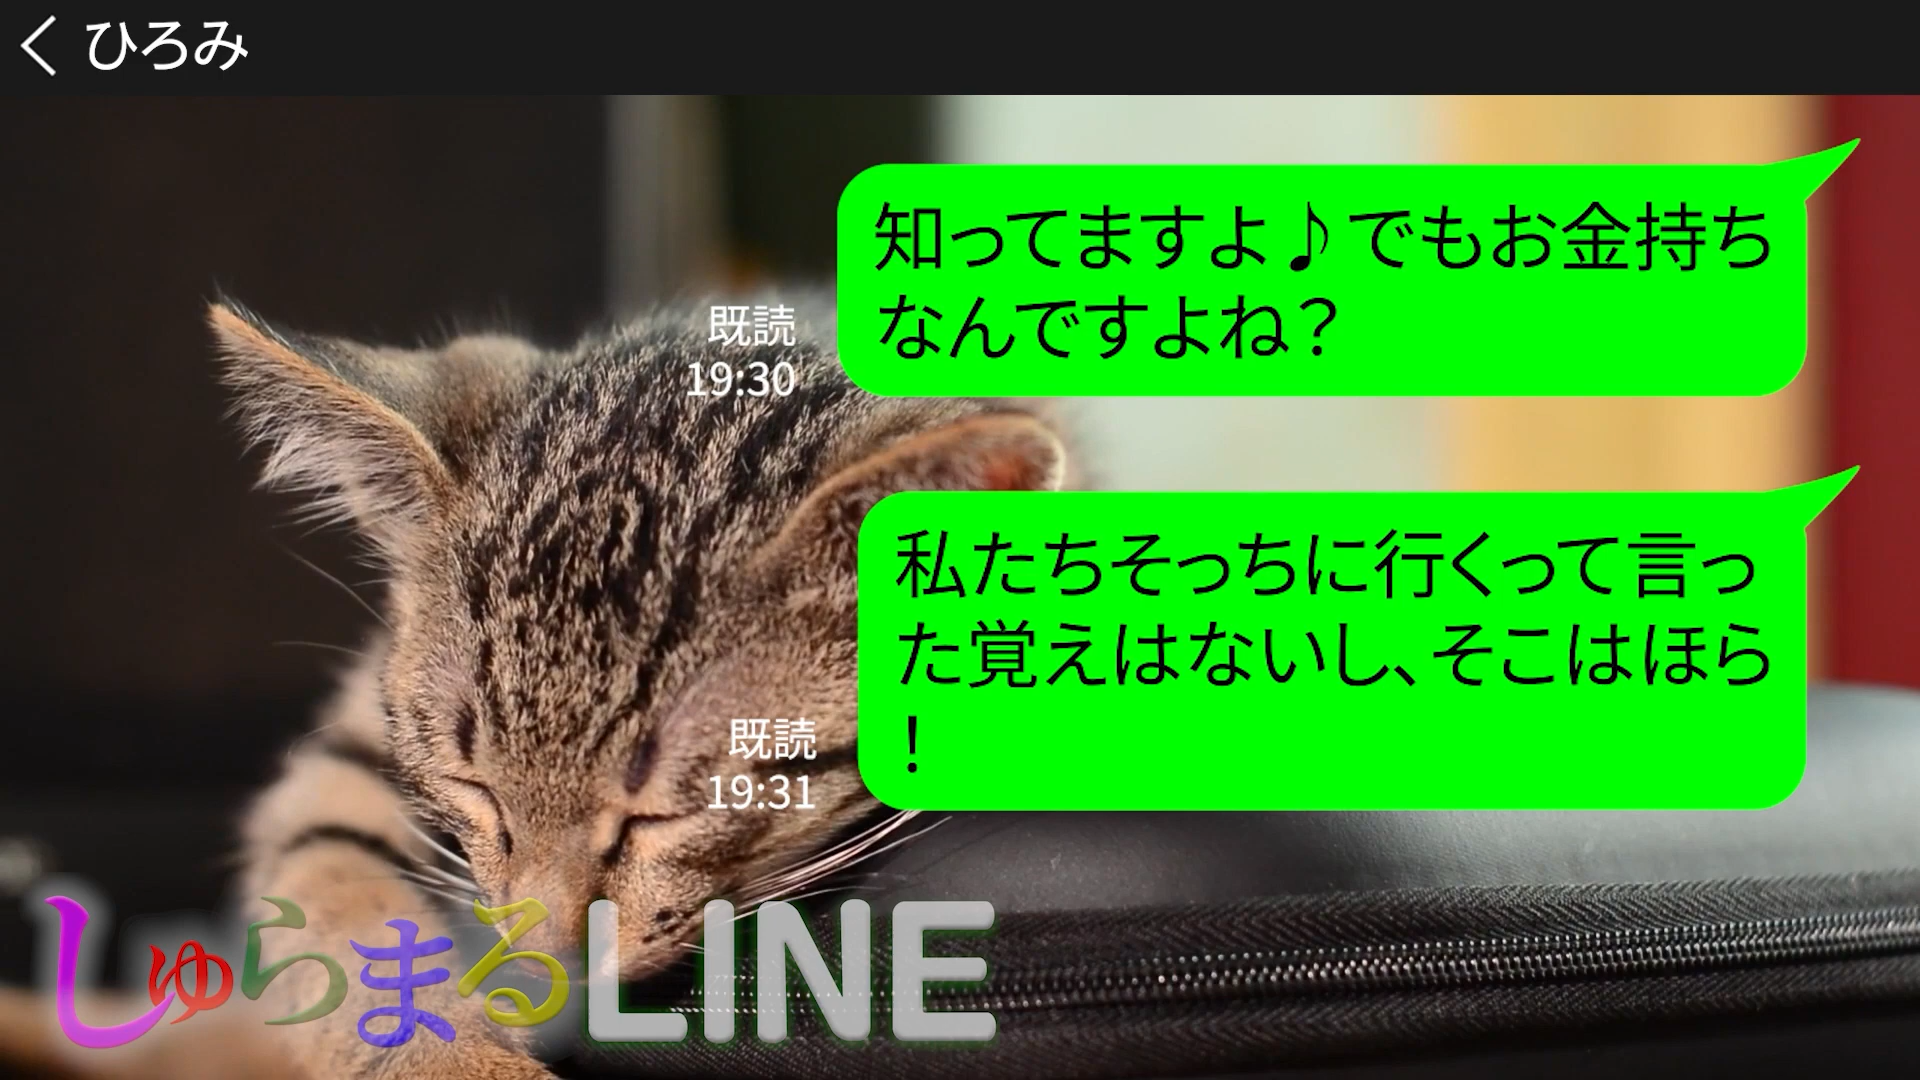 ひろみ
知ってますよ♪でもお金持ち
なんですよね？
既読
19:30
私たちそっちに行くって言っ
た覚えはないし、そこはほら
！
既読
19:31
しゅらまるLINE